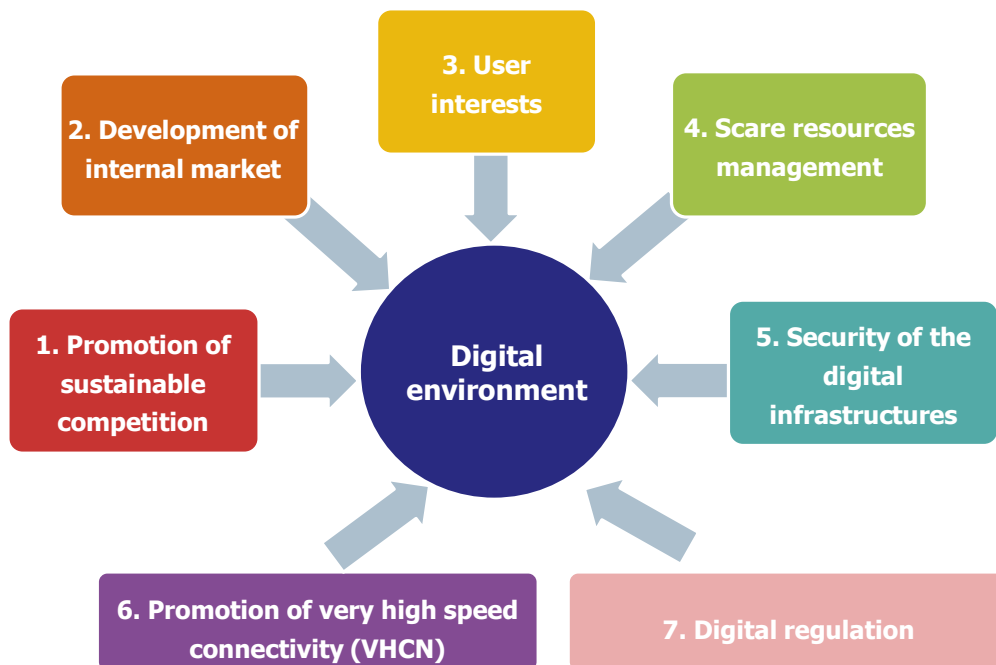 3. User
interests
2. Development of
internal market
4. Scare resources
management
1. Promotion of
sustainable
competition
Digital
environment
5. Security of the
digital
infrastructures
6. Promotion of very high speed
connectivity (VHCN)
7. Digital regulation